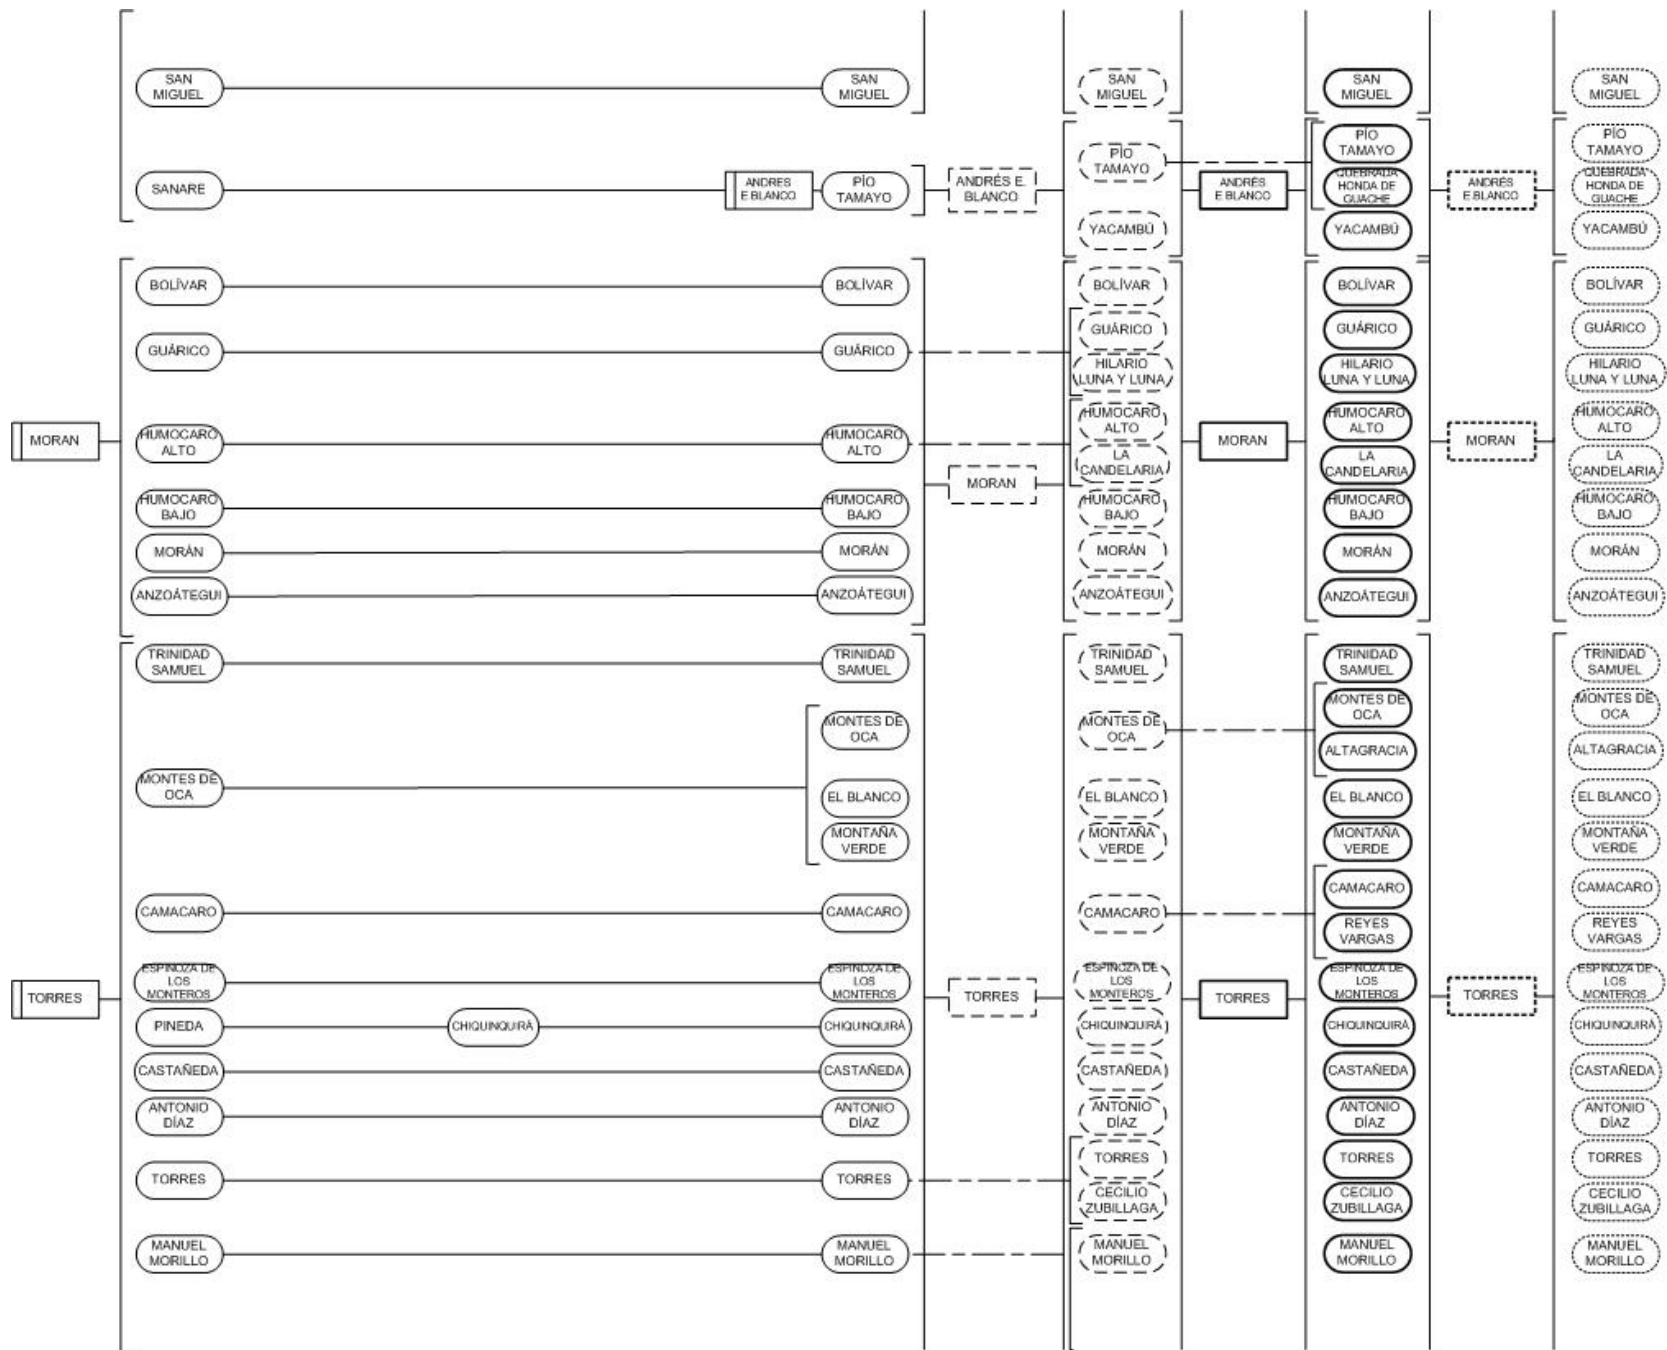 SAN
MIGUEL
SAN
MIGUEL
SAN
MIGUEL
SAN
MIGUEL
SAN
MIGUEL
SANARE
ANDRES
E BLANCO
PÍO
TAMAYO
ANDRÉS E.
BLANCO
PÍO
TAMAYO
YACAMBÚ
ANDRÉS
E BLANCO
PÍO
TAMAYO
QUEBRADA
HONDA DE
GUACHE
YACAMBÚ
ANDRÉS
E BLANCO
PÍO
TAMAYO
QUEBRADA
HONDA DE
GUACHE
YACAMBÚ
MORAN
BOLÍVAR
GUÁRICO
HUMOCARO
ALTO
HUMOCARO
BAJO
MORÁN
ANZOÁTEGUI
BOLÍVAR
GUÁRICO
HUMOCARO
ALTO
HUMOCARO
BAJO
MORÁN
ANZOÁTEGUI
MORAN
BOLÍVAR
GUÁRICO
HILARIO
LUNA Y LUNA
HUMOCARO
ALTO
LA
CANDELARIA
HUMOCARO
BAJO
MORÁN
ANZOÁTEGUI
MORAN
BOLÍVAR
GUÁRICO
HILARIO
LUNA Y LUNA
HUMOCARO
ALTO
LA
CANDELARIA
HUMOCARO
BAJO
MORÁN
ANZOÁTEGUI
MORAN
BOLÍVAR
GUÁRICO
HILARIO
LUNA Y LUNA
HUMOCARO
ALTO
LA
CANDELARIA
HUMOCARO
BAJO
MORÁN
ANZOÁTEGUI
TORRES
TRINIDAD
SAMUEL
MONTES DE
OCA
CAMACARO
ESPINOZA DE
LOS
MONTEROS
PINEDA
CASTAÑEDA
ANTONIO
DÍAZ
TORRES
MANUEL
MORILLO
CHIQUINQUIRÁ
TRINIDAD
SAMUEL
MONTES DE
OCA
EL BLANCO
MONTAÑA
VERDE
CAMACARO
ESPINOZA DE
LOS
MONTEROS
CHIQUINQUIRÁ
CASTAÑEDA
ANTONIO
DÍAZ
TORRES
MANUEL
MORILLO
TORRES
TRINIDAD
SAMUEL
MONTES DE
OCA
EL BLANCO
MONTAÑA
VERDE
CAMACARO
ESPINOZA DE
LOS
MONTEROS
CHIQUINQUIRÁ
CASTAÑEDA
ANTONIO
DÍAZ
TORRES
CECILIO
ZUBILLAGA
MANUEL
MORILLO
TORRES
TRINIDAD
SAMUEL
MONTES DE
OCA
ALTAGRACIA
EL BLANCO
MONTAÑA
VERDE
CAMACARO
REYES
VARGAS
ESPINOZA DE
LOS
MONTEROS
CHIQUINQUIRÁ
CASTAÑEDA
ANTONIO
DÍAZ
TORRES
CECILIO
ZUBILLAGA
MANUEL
MORILLO
TORRES
TRINIDAD
SAMUEL
MONTES DE
OCA
ALTAGRACIA
EL BLANCO
MONTAÑA
VERDE
CAMACARO
REYES
VARGAS
ESPINOZA DE
LOS
MONTEROS
CHIQUINQUIRÁ
CASTAÑEDA
ANTONIO
DÍAZ
TORRES
CECILIO
ZUBILLAGA
MANUEL
MORILLO